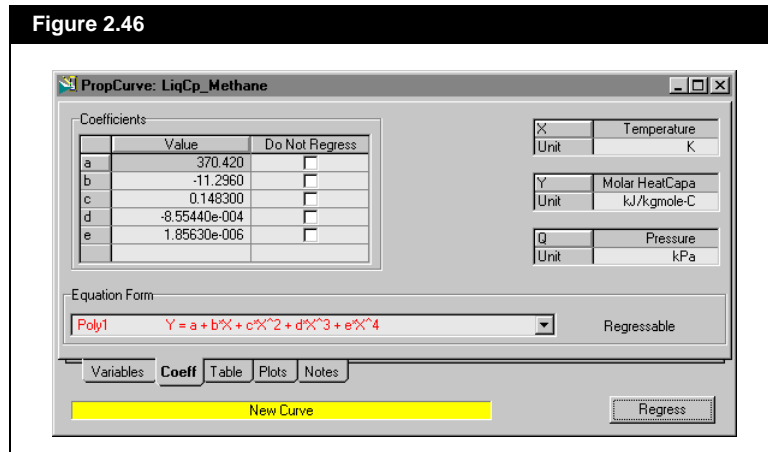 Figure 2.46
PropCurve: LiqCp_Methane
Coefficients
Value Do Not Regress
a 370.420
b -11.2960
c 0.148300
d -8.55440e-004
e 1.85630e-006
X Temperature
Unit K
Y Molar HeatCapa
Unit kJ/kgmole-C
Q Pressure
Unit kPa
Equation Form
Poly1 Y = a + b*X + c*X^2 + d*X^3 + e*X^4
Regressable
Variables Coeff Table Plots Notes
New Curve
Regress